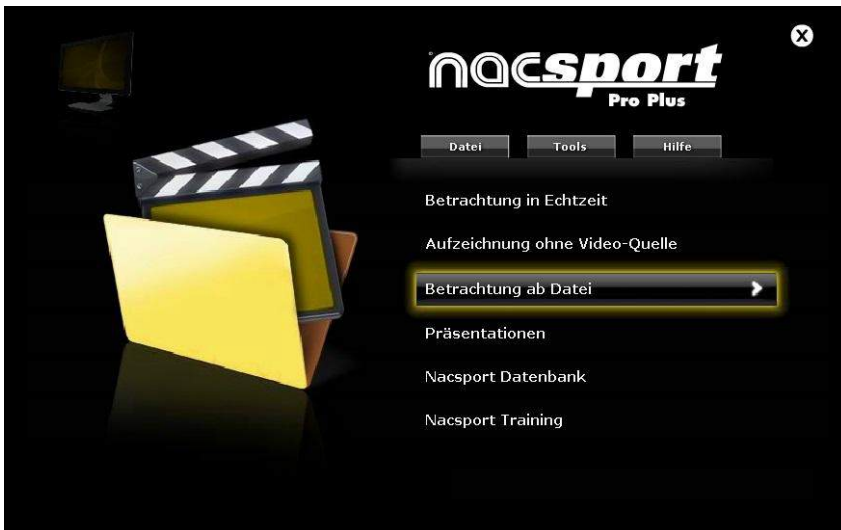 nacsport
Pro Plus
Datei Tools Hilfe
Betrachtung in Echtzeit
Aufzeichnung ohne Video-Quelle
Betrachtung ab Datei
Präsentationen
Nacsport Datenbank
Nacsport Training